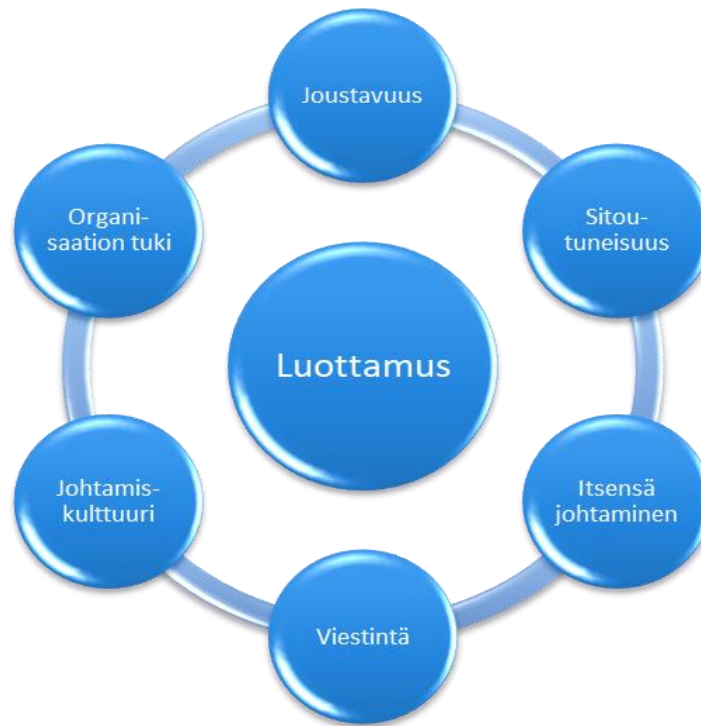 Joustavuus
Organi-
saation tuki
Sitou-
tuneisuus
Luottamus
Johtamis-
kulttuuri
Itsensä
johtaminen
Viestintä